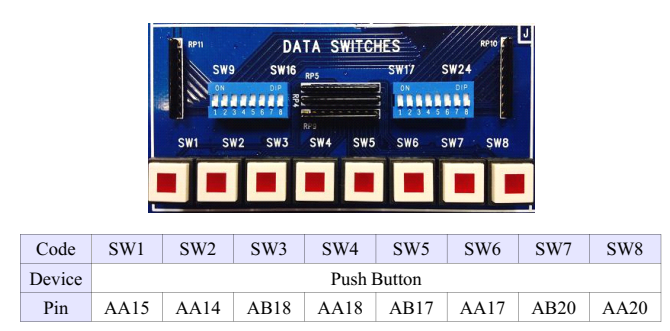 J
RP11 DATA SWITCHES RP10
SW9 SW16 RP5 SW17 SW24
ON DIP RP4 ON DIP
1 2 3 4 5 6 7 8 1 2 3 4 5 6 7 8
SW1 SW2 SW3 SW4 SW5 SW6 SW7 SW8
Code SW1 SW2 SW3 SW4 SW5 SW6 SW7 SW8
Device Push Button
Pin AA15 AA14 AB18 AA18 AB17 AA17 AB20 AA20